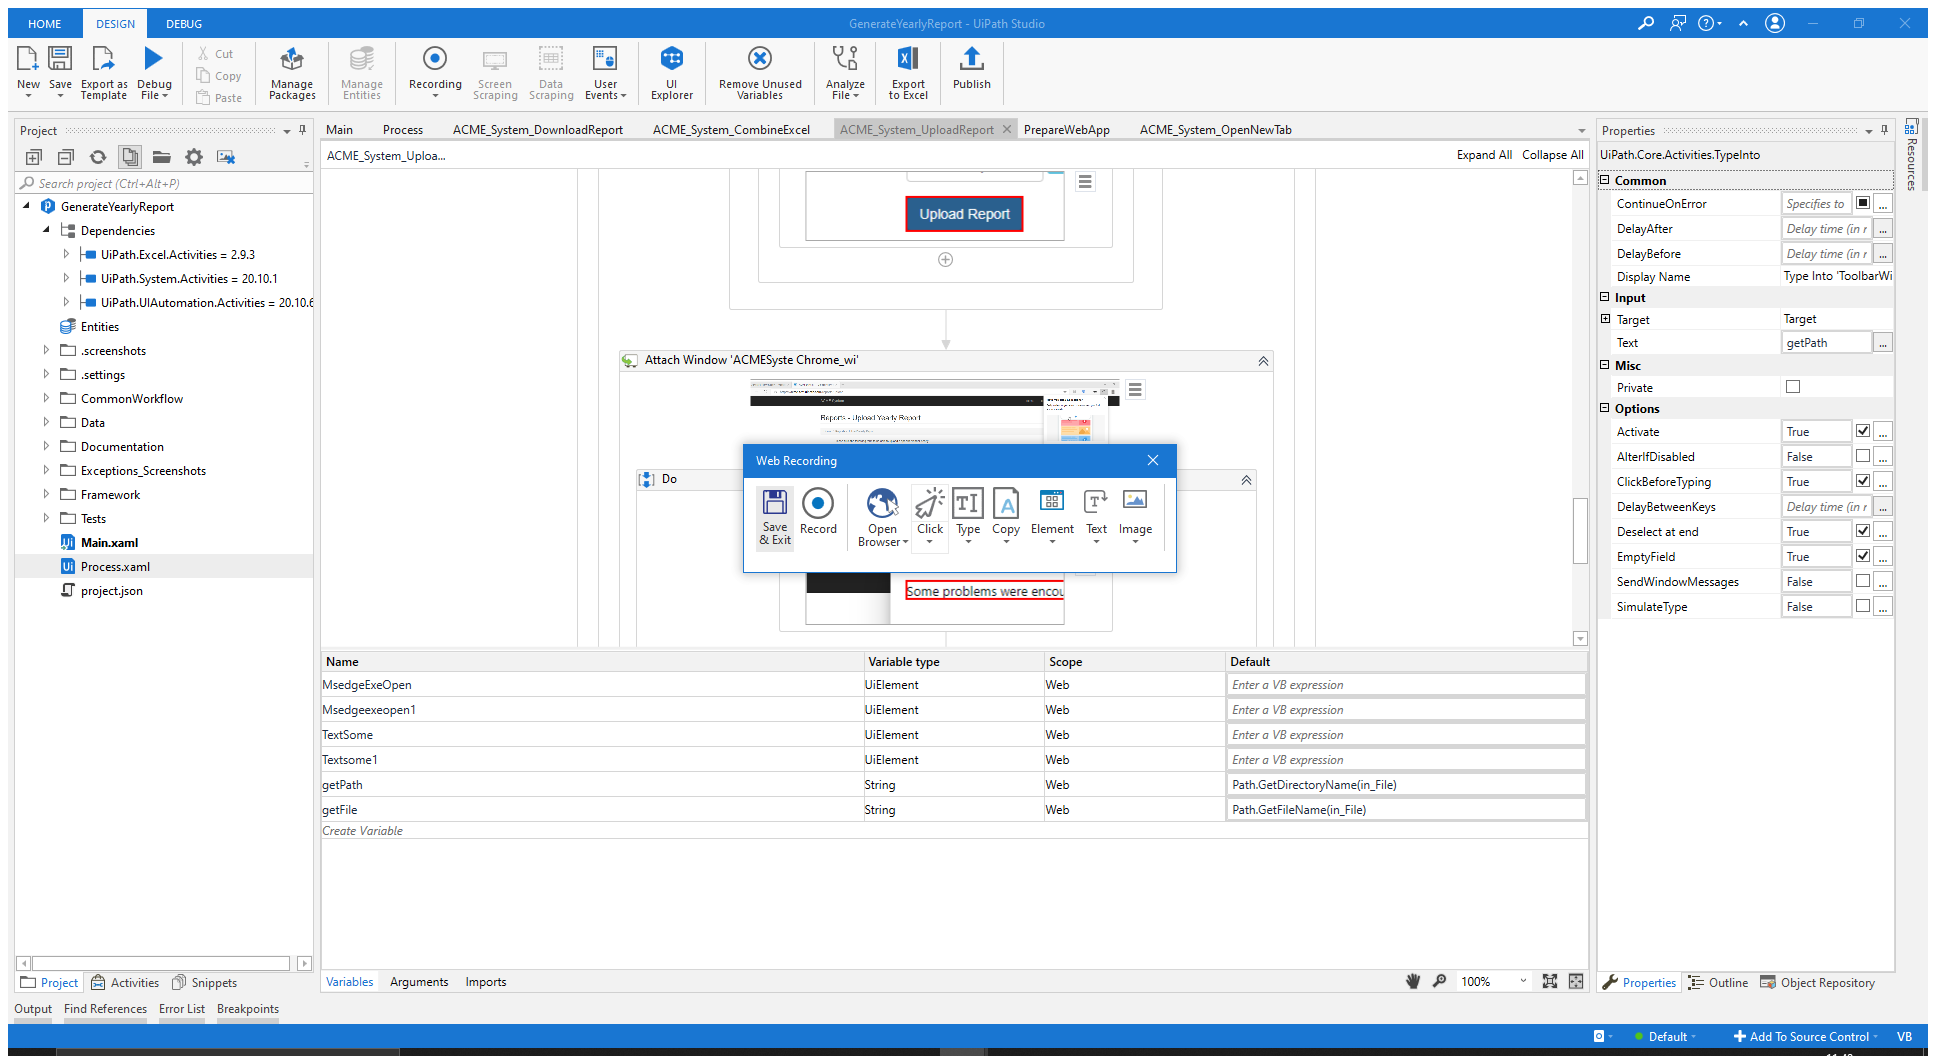 HOME DESIGN DEBUG GenerateYearlyReport - UiPath Studio
New Save Export as Template Debug File Cut Copy Paste Manage Packages Manage Entities Recording Screen Scraping Data Scraping User Events UI Explorer Remove Unused Variables Analyze File Export to Excel Publish
Project
Search project (Ctrl+Alt+P)
GenerateYearlyReport
Dependencies
UiPath.Excel.Activities = 2.9.3
UiPath.System.Activities = 20.10.1
UiPath.UIAutomation.Activities = 20.10.6
Entities
.screenshots
.settings
CommonWorkflow
Data
Documentation
Exceptions_Screenshots
Framework
Tests
Main.xaml
Process.xaml
project.json
Project Activities Snippets
Main Process ACME_System_DownloadReport ACME_System_CombineExcel ACME_System_UploadReport PrepareWebApp ACME_System_OpenNewTab
ACME_System_Uploa... Expand All Collapse All
Upload Report
Attach Window 'ACMESyste Chrome_wi'
Reports - Upload Yearly Report
Do
Web Recording
Save & Exit Record Open Browser Click Type Copy Element Text Image
Some problems were encou
Name Variable type Scope Default
MsedgeExeOpen UiElement Web Enter a VB expression
Msedgeexeopen1 UiElement Web Enter a VB expression
TextSome UiElement Web Enter a VB expression
Textsome1 UiElement Web Enter a VB expression
getPath String Web Path.GetDirectoryName(in_File)
getFile String Web Path.GetFileName(in_File)
Create Variable
Variables Arguments Imports 100%
Properties
UiPath.Core.Activities.TypeInto
Common
ContinueOnError Specifies to ...
DelayAfter Delay time (in r ...
DelayBefore Delay time (in r ...
Display Name Type Into 'ToolbarWi
Input
Target Target
Text getPath ...
Misc
Private
Options
Activate True ...
AlterIfDisabled False ...
ClickBeforeTyping True ...
DelayBetweenKeys Delay time (in r ...
Deselect at end True ...
EmptyField True ...
SendWindowMessages False ...
SimulateType False ...
Properties Outline Object Repository
Resources
Output Find References Error List Breakpoints
Default Add To Source Control VB